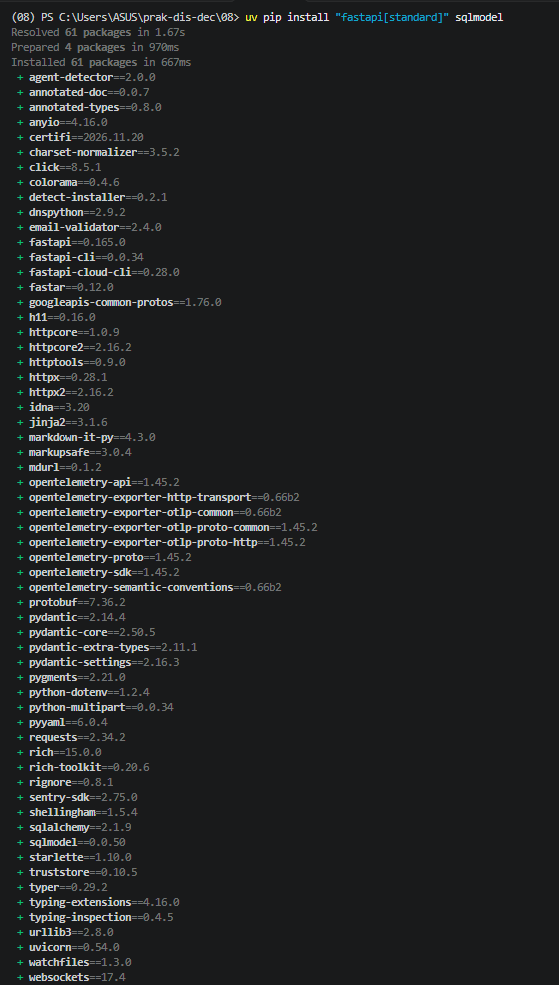 (08) PS C:\Users\ASUS\prak-dis-dec\08> uv pip install "fastapi[standard]" sqlmodel
Resolved 61 packages in 1.67s
Prepared 4 packages in 970ms
Installed 61 packages in 667ms
+ agent-detector==2.0.0
+ annotated-doc==0.0.7
+ annotated-types==0.8.0
+ anyio==4.16.0
+ certifi==2026.11.20
+ charset-normalizer==3.5.2
+ click==8.5.1
+ colorama==0.4.6
+ detect-installer==0.2.1
+ dnspython==2.9.2
+ email-validator==2.4.0
+ fastapi==0.165.0
+ fastapi-cli==0.0.34
+ fastapi-cloud-cli==0.28.0
+ fastar==0.12.0
+ googleapis-common-protos==1.76.0
+ h11==0.16.0
+ httpcore==1.0.9
+ httpcore2==2.16.2
+ httptools==0.9.0
+ httpx==0.28.1
+ httpx2==2.16.2
+ idna==3.20
+ jinja2==3.1.6
+ markdown-it-py==4.3.0
+ markupsafe==3.0.4
+ mdurl==0.1.2
+ opentelemetry-api==1.45.2
+ opentelemetry-exporter-http-transport==0.66b2
+ opentelemetry-exporter-otlp-common==0.66b2
+ opentelemetry-exporter-otlp-proto-common==1.45.2
+ opentelemetry-exporter-otlp-proto-http==1.45.2
+ opentelemetry-proto==1.45.2
+ opentelemetry-sdk==1.45.2
+ opentelemetry-semantic-conventions==0.66b2
+ protobuf==7.36.2
+ pydantic==2.14.4
+ pydantic-core==2.50.5
+ pydantic-extra-types==2.11.1
+ pydantic-settings==2.16.3
+ pygments==2.21.0
+ python-dotenv==1.2.4
+ python-multipart==0.0.34
+ pyyaml==6.0.4
+ requests==2.34.2
+ rich==15.0.0
+ rich-toolkit==0.20.6
+ rignore==0.8.1
+ sentry-sdk==2.75.0
+ shellingham==1.5.4
+ sqlalchemy==2.1.9
+ sqlmodel==0.0.50
+ starlette==1.10.0
+ truststore==0.10.5
+ typer==0.29.2
+ typing-extensions==4.16.0
+ typing-inspection==0.4.5
+ urllib3==2.8.0
+ uvicorn==0.54.0
+ watchfiles==1.3.0
+ websockets==17.4